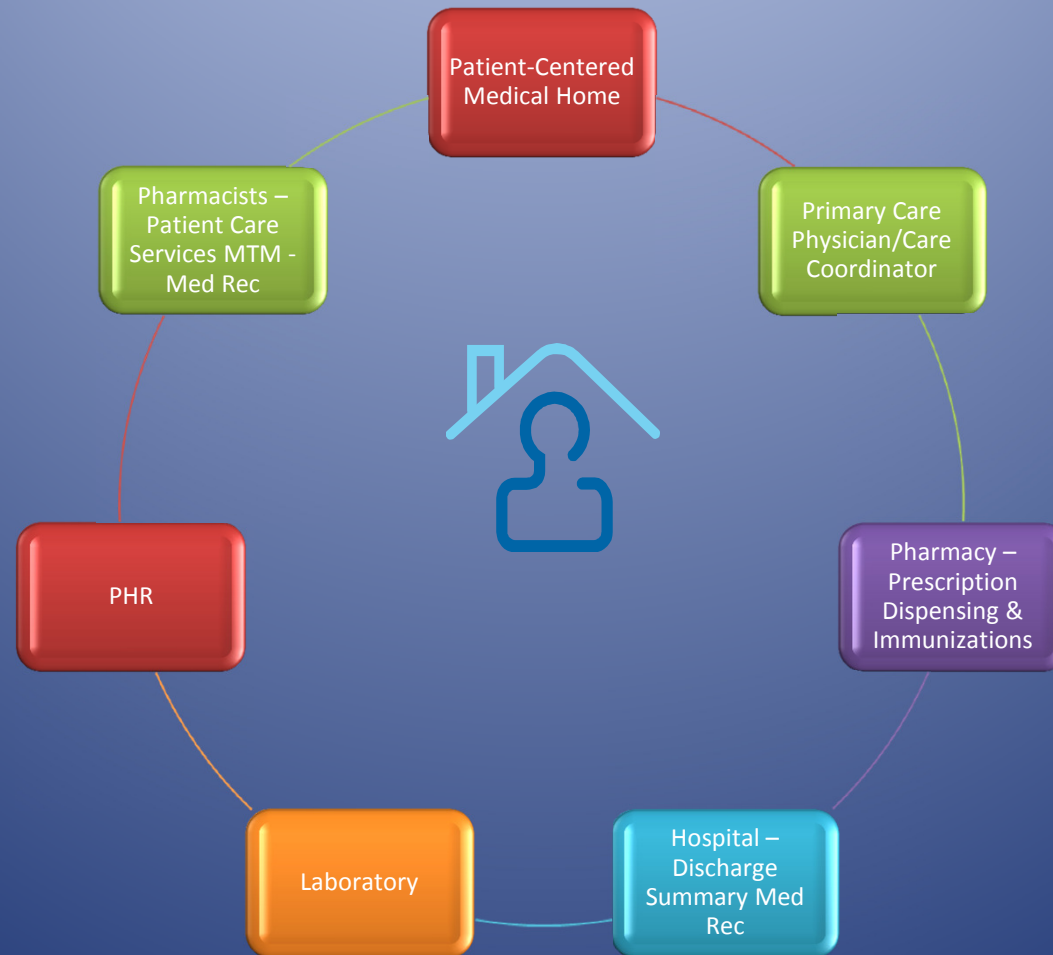 Patient-Centered
Medical Home
Pharmacists –
Patient Care
Services MTM -
Med Rec
Primary Care
Physician/Care
Coordinator
PHR
Pharmacy –
Prescription
Dispensing &
Immunizations
Laboratory
Hospital –
Discharge
Summary Med
Rec